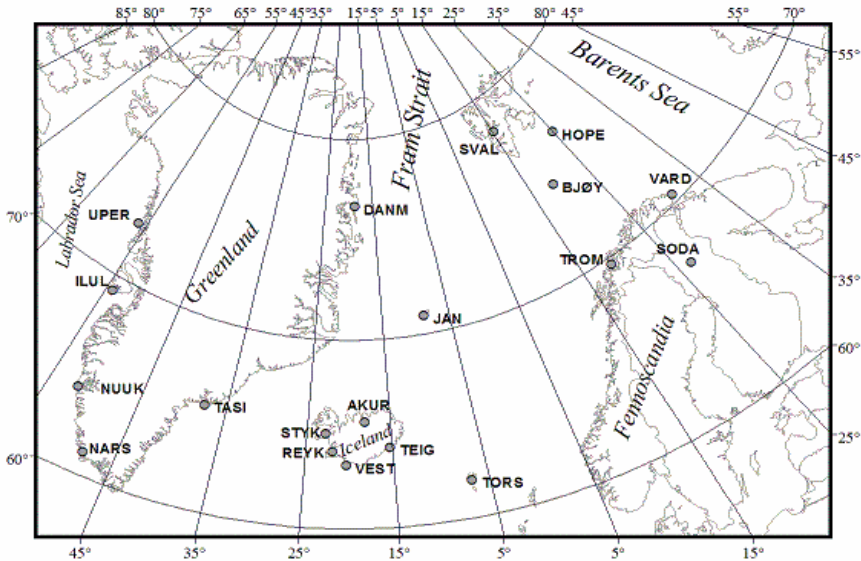 85° 80° 75° 65° 55° 45° 35° 15° 5° 5° 15° 25° 35° 80° 45° 55° 70°
55°
Barents Sea
Fram Strait
HOPE
SVAL
45°
VARD
BJØY
Labrador Sea
UPER
DANM
70°
Greenland
SODA
TROM
ILUL
35°
JAN
60°
Fennoscandia
NUUK
TASI
AKUR
STYK
Iceland
25°
NARS
REYK
TEIG
60°
VEST
TORS
45° 35° 25° 15° 5° 5° 15°